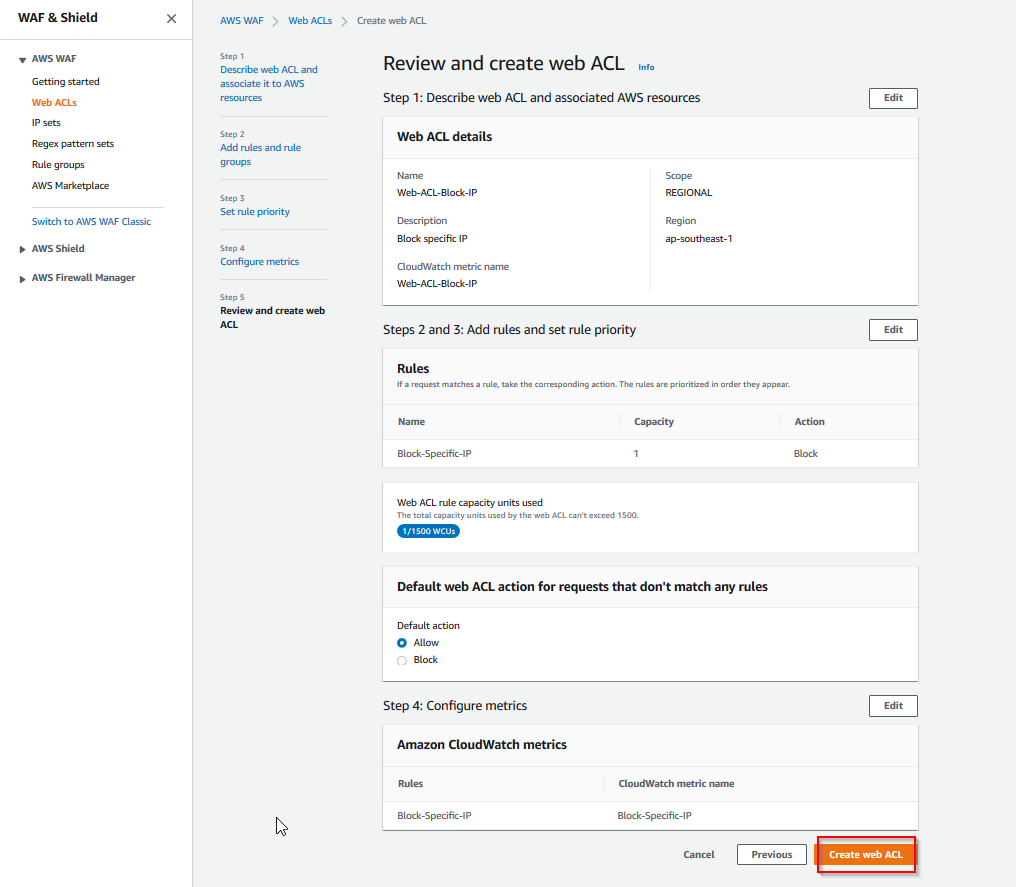 WAF & Shield
AWS WAF
Getting started
Web ACLs
IP sets
Regex pattern sets
Rule groups
AWS Marketplace
Switch to AWS WAF Classic
AWS Shield
AWS Firewall Manager
AWS WAF
Web ACLs
Create web ACL
Step 1
Describe web ACL and
associate it to AWS
resources
Step 2
Add rules and rule
groups
Step 3
Set rule priority
Step 4
Configure metrics
Step 5
Review and create web
ACL
Review and create web ACL Info
Step 1: Describe web ACL and associated AWS resources
Edit
Web ACL details
Name
Web-ACL-Block-IP
Description
Block specific IP
CloudWatch metric name
Web-ACL-Block-IP
Scope
REGIONAL
Region
ap-southeast-1
Steps 2 and 3: Add rules and set rule priority
Edit
Rules
If a request matches a rule, take the corresponding action. The rules are prioritized in order they appear.
Name Capacity Action
Block-Specific-IP 1 Block
Web ACL rule capacity units used
The total capacity units used by the web ACL can't exceed 1500.
1/1500 WCUs
Default web ACL action for requests that don't match any rules
Default action
Allow
Block
Step 4: Configure metrics
Edit
Amazon CloudWatch metrics
Rules CloudWatch metric name
Block-Specific-IP Block-Specific-IP
Cancel Previous Create web ACL